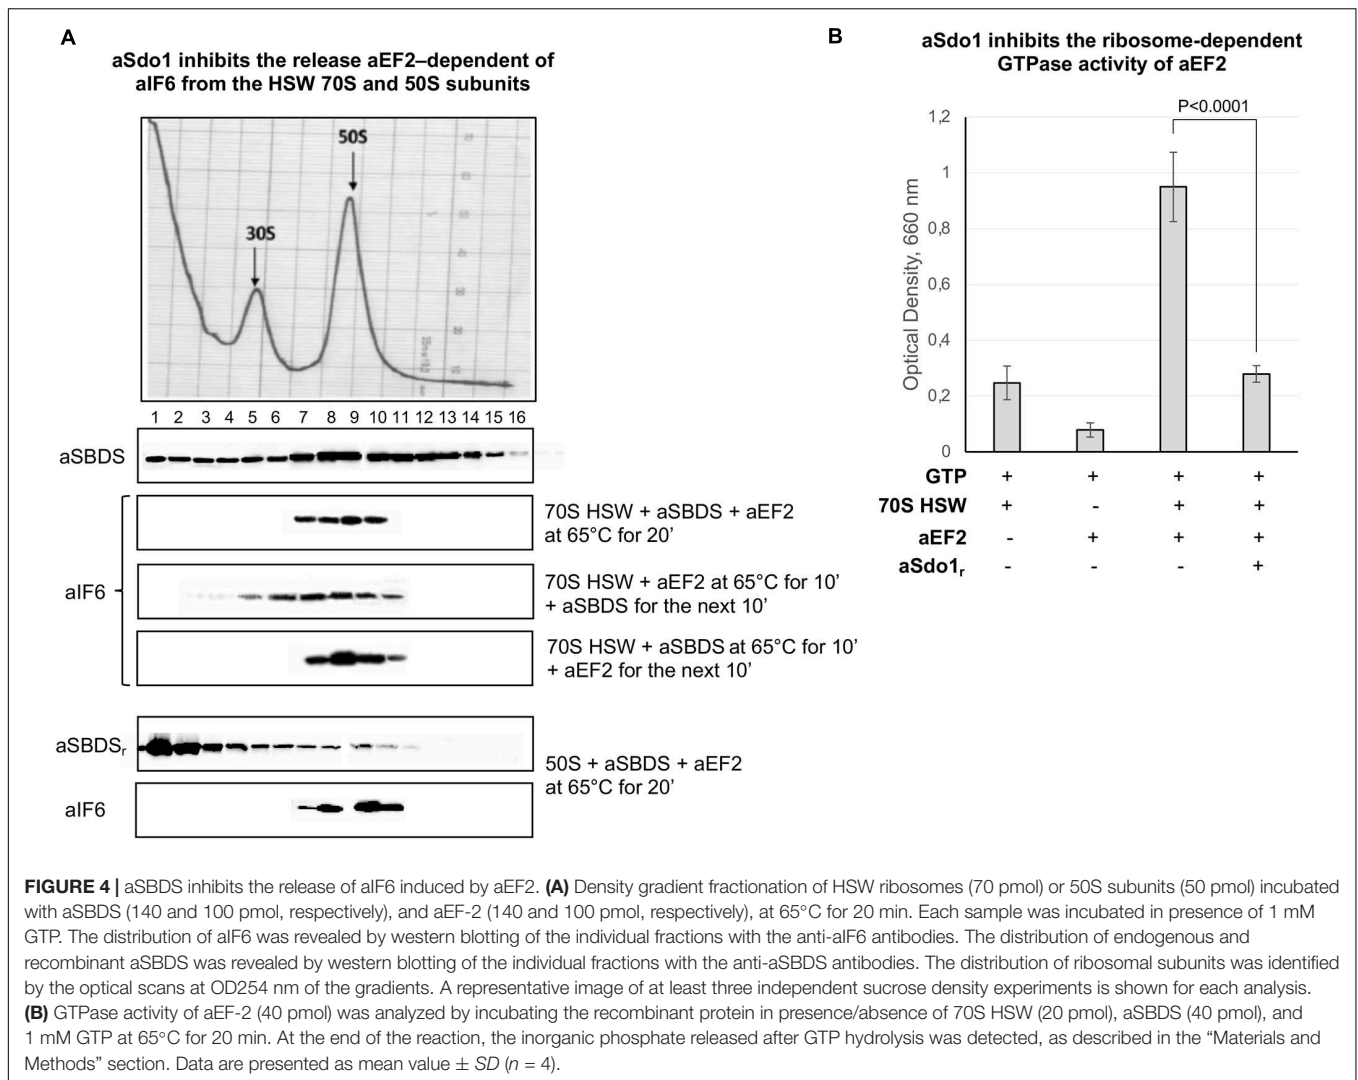 A
aSdo1 inhibits the release aEF2–dependent of
aIF6 from the HSW 70S and 50S subunits
50S
30S
1 2 3 4 5 6 7 8 9 10 11 12 13 14 15 16
aSBDS
70S HSW + aSBDS + aEF2
at 65°C for 20’
aIF6
70S HSW + aEF2 at 65°C for 10’
+ aSBDS for the next 10’
70S HSW + aSBDS at 65°C for 10’
+ aEF2 for the next 10’
aSBDSr
50S + aSBDS + aEF2
at 65°C for 20’
aIF6
B
aSdo1 inhibits the ribosome-dependent
GTPase activity of aEF2
P<0.0001
Optical Density, 660 nm
1,2
1
0,8
0,6
0,4
0,2
0
GTP + + + +
70S HSW + - + +
aEF2 - + + +
aSdo1r - - - +
FIGURE 4 | aSBDS inhibits the release of aIF6 induced by aEF2. (A) Density gradient fractionation of HSW ribosomes (70 pmol) or 50S subunits (50 pmol) incubated
with aSBDS (140 and 100 pmol, respectively), and aEF-2 (140 and 100 pmol, respectively), at 65°C for 20 min. Each sample was incubated in presence of 1 mM
GTP. The distribution of aIF6 was revealed by western blotting of the individual fractions with the anti-aIF6 antibodies. The distribution of endogenous and
recombinant aSBDS was revealed by western blotting of the individual fractions with the anti-aSBDS antibodies. The distribution of ribosomal subunits was identified
by the optical scans at OD254 nm of the gradients. A representative image of at least three independent sucrose density experiments is shown for each analysis.
(B) GTPase activity of aEF-2 (40 pmol) was analyzed by incubating the recombinant protein in presence/absence of 70S HSW (20 pmol), aSBDS (40 pmol), and
1 mM GTP at 65°C for 20 min. At the end of the reaction, the inorganic phosphate released after GTP hydrolysis was detected, as described in the “Materials and
Methods” section. Data are presented as mean value ± SD (n = 4).